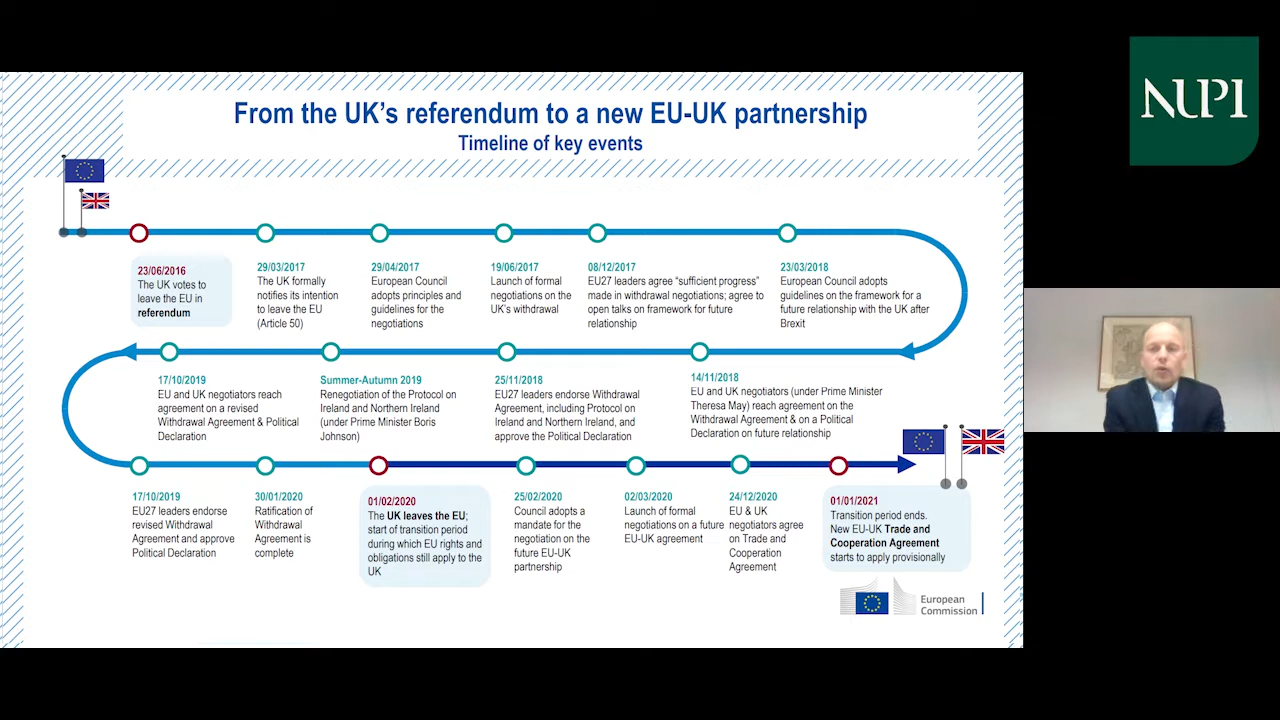 NUPI
From the UK's referendum to a new EU-UK partnership
Timeline of key events
23/06/2016
The UK votes to
leave the EU in
referendum
29/03/2017
The UK formally
notifies its intention
to leave the EU
(Article 50)
29/04/2017
European Council
adopts principles and
guidelines for the
negotiations
19/06/2017
Launch of formal
negotiations on the
UK's withdrawal
08/12/2017
EU27 leaders agree “sufficient progress”
made in withdrawal negotiations; agree to
open talks on framework for future
relationship
23/03/2018
European Council adopts
guidelines on the framework for a
future relationship with the UK after
Brexit
17/10/2019
EU and UK negotiators reach
agreement on a revised
Withdrawal Agreement & Political
Declaration
Summer-Autumn 2019
Renegotiation of the Protocol on
Ireland and Northern Ireland
(under Prime Minister Boris
Johnson)
25/11/2018
EU27 leaders endorse Withdrawal
Agreement, including Protocol on
Ireland and Northern Ireland, and
approve the Political Declaration
14/11/2018
EU and UK negotiators (under Prime Minister
Theresa May) reach agreement on the
Withdrawal Agreement & on a Political
Declaration on future relationship
17/10/2019
EU27 leaders endorse
revised Withdrawal
Agreement and approve
Political Declaration
30/01/2020
Ratification of
Withdrawal
Agreement is
complete
01/02/2020
The UK leaves the EU;
start of transition period
during which EU rights and
obligations still apply to the
UK
25/02/2020
Council adopts a
mandate for the
negotiation on the
future EU-UK
partnership
02/03/2020
Launch of formal
negotiations on a future
EU-UK agreement
24/12/2020
EU & UK
negotiators agree
on Trade and
Cooperation
Agreement
01/01/2021
Transition period ends.
New EU-UK Trade and
Cooperation Agreement
starts to apply provisionally
European
Commission